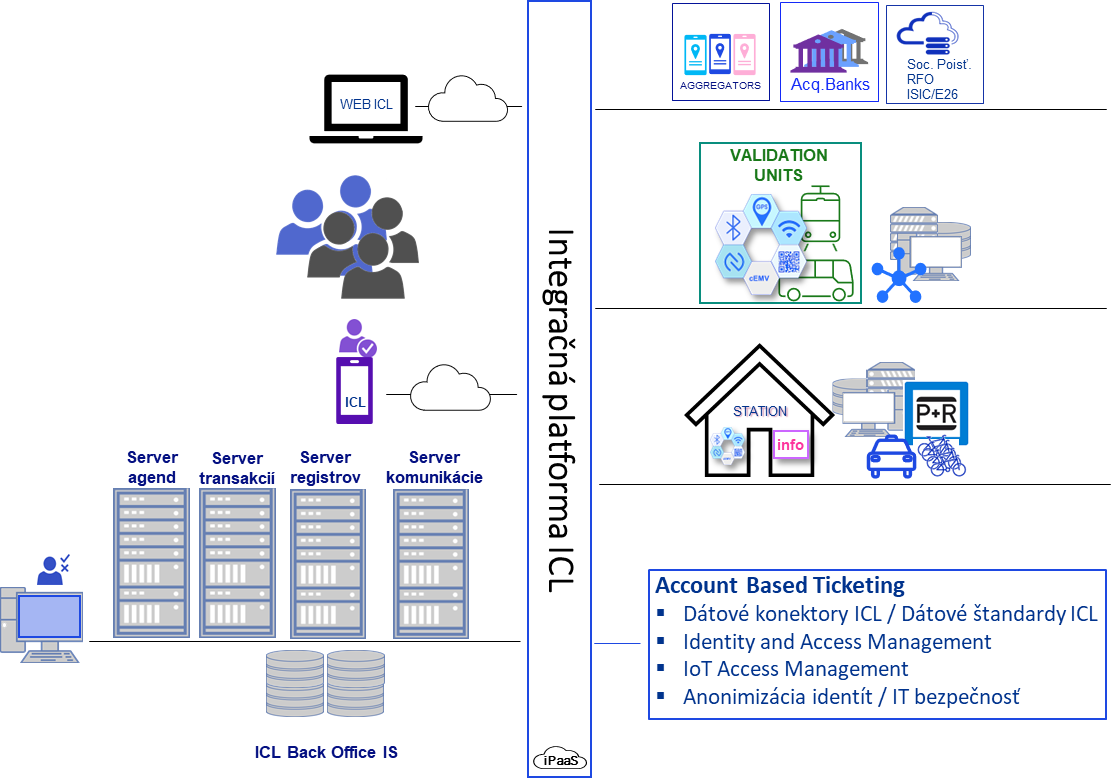 WEB ICL
ICL
Server
agend
Server
transakcií
Server
registrov
Server
komunikácie
ICL Back Office IS
Integračná platforma ICL
iPaaS
AGGREGATORS
Acq.Banks
Soc. Poisť.
RFO
ISIC/E26
VALIDATION
UNITS
GPS
cEMV
STATION
info
P+R
Account Based Ticketing
▪ Dátové konektory ICL / Dátové štandardy ICL
▪ Identity and Access Management
▪ IoT Access Management
▪ Anonimizácia identít / IT bezpečnosť